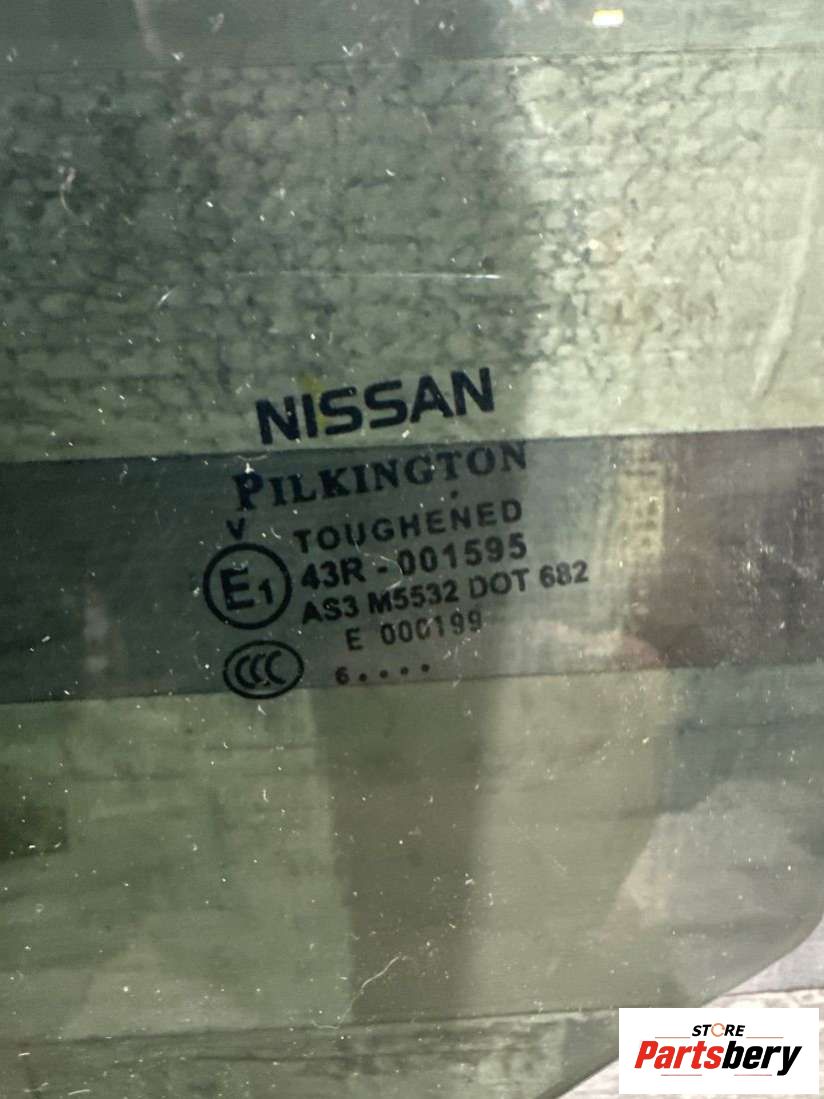 NISSAN
PILKINGTON
V TOUGHENED
E1 43R - 001595
AS3 M5532 DOT 682
E 000199
CCC 6....
STORE
Partsbery